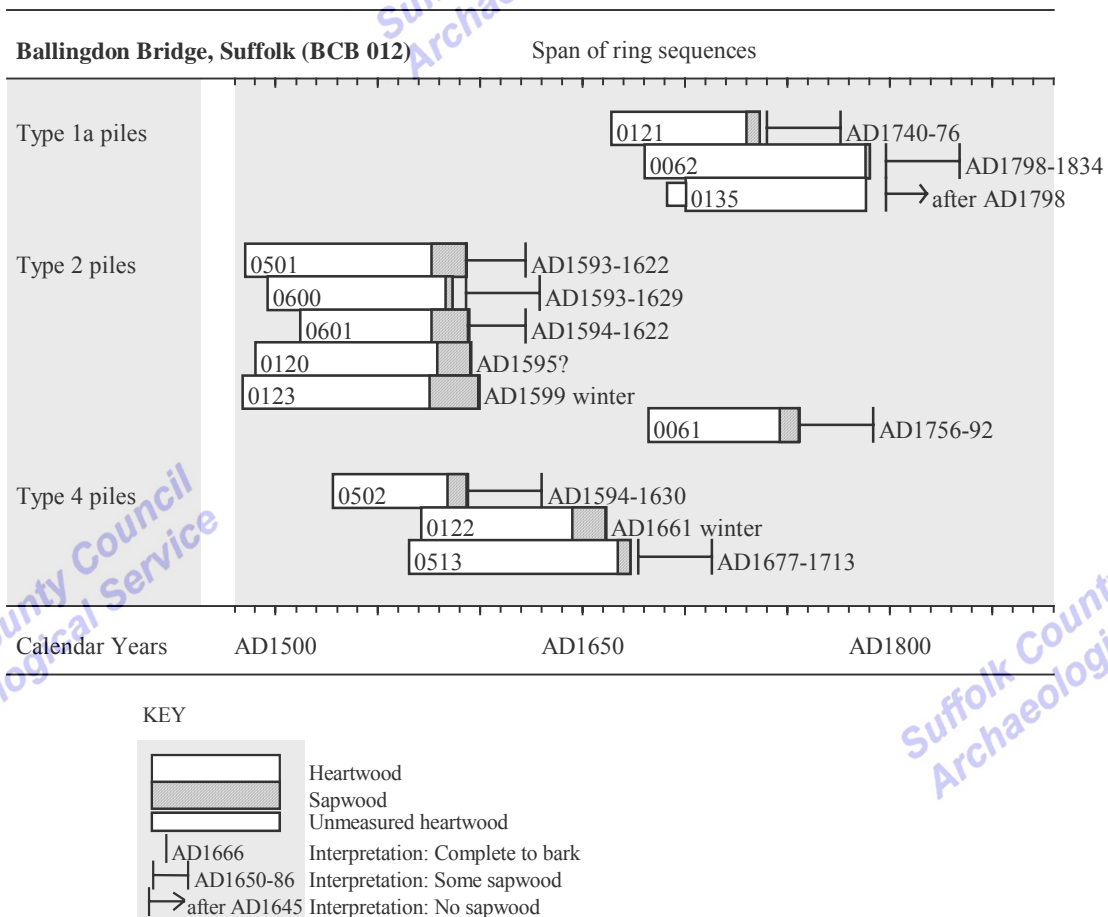 Suffolk County Council
Archaeological Service
Ballingdon Bridge, Suffolk (BCB 012) Span of ring sequences
Type 1a piles
0121 AD1740-76
0062 AD1798-1834
0135 after AD1798
Type 2 piles
0501 AD1593-1622
0600 AD1593-1629
0601 AD1594-1622
0120 AD1595?
0123 AD1599 winter
0061 AD1756-92
Type 4 piles
0502 AD1594-1630
0122 AD1661 winter
0513 AD1677-1713
Calendar Years AD1500 AD1650 AD1800
KEY
Heartwood
Sapwood
Unmeasured heartwood
AD1666 Interpretation: Complete to bark
AD1650-86 Interpretation: Some sapwood
after AD1645 Interpretation: No sapwood